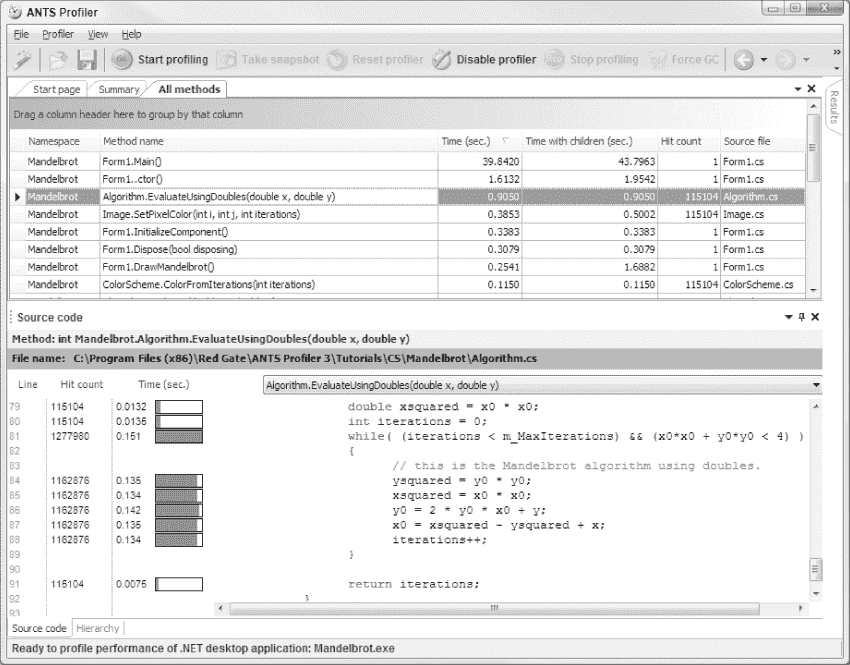 ANTS Profiler
File Profiler View Help
Start profiling Take snapshot Reset profiler Disable profiler Stop profiling Force GC
Start page Summary All methods
Results
Drag a column header here to group by that column
Namespace Method name Time (sec.) Time with children (sec.) Hit count Source file
Mandelbrot Form1.Main() 39.8420 43.7963 1 Form1.cs
Mandelbrot Form1..ctor() 1.6132 1.9542 1 Form1.cs
Mandelbrot Algorithm.EvaluateUsingDoubles(double x, double y) 0.9050 0.9050 115104 Algorithm.cs
Mandelbrot Image.SetPixelColor(int i, int j, int iterations) 0.3853 0.5002 115104 Image.cs
Mandelbrot Form1.InitializeComponent() 0.3383 0.3383 1 Form1.cs
Mandelbrot Form1.Dispose(bool disposing) 0.3079 0.3079 1 Form1.cs
Mandelbrot Form1.DrawMandelbrot() 0.2541 1.6882 1 Form1.cs
Mandelbrot ColorScheme.ColorFromIterations(int iterations) 0.1150 0.1150 115104 ColorScheme.cs
Source code
Method: int Mandelbrot.Algorithm.EvaluateUsingDoubles(double x, double y)
File name: C:\Program Files (x86)\Red Gate\ANTS Profiler 3\Tutorials\CS\Mandelbrot\Algorithm.cs
Line Hit count Time (sec.) Algorithm.EvaluateUsingDoubles(double x, double y)
79 115104 0.0132 double xsquared = x0 * x0;
80 115104 0.0135 int iterations = 0;
81 1277980 0.151 while( (iterations < m_MaxIterations) && (x0*x0 + y0*y0 < 4) )
82 {
83 // this is the Mandelbrot algorithm using doubles.
84 1162876 0.135 ysquared = y0 * y0;
85 1162876 0.134 xsquared = x0 * x0;
86 1162876 0.142 y0 = 2 * y0 * x0 + y;
87 1162876 0.135 x0 = xsquared - ysquared + x;
88 1162876 0.134 iterations++;
89 }
90
91 115104 0.0075 return iterations;
92 }
93
Source code Hierarchy
Ready to profile performance of .NET desktop application: Mandelbrot.exe